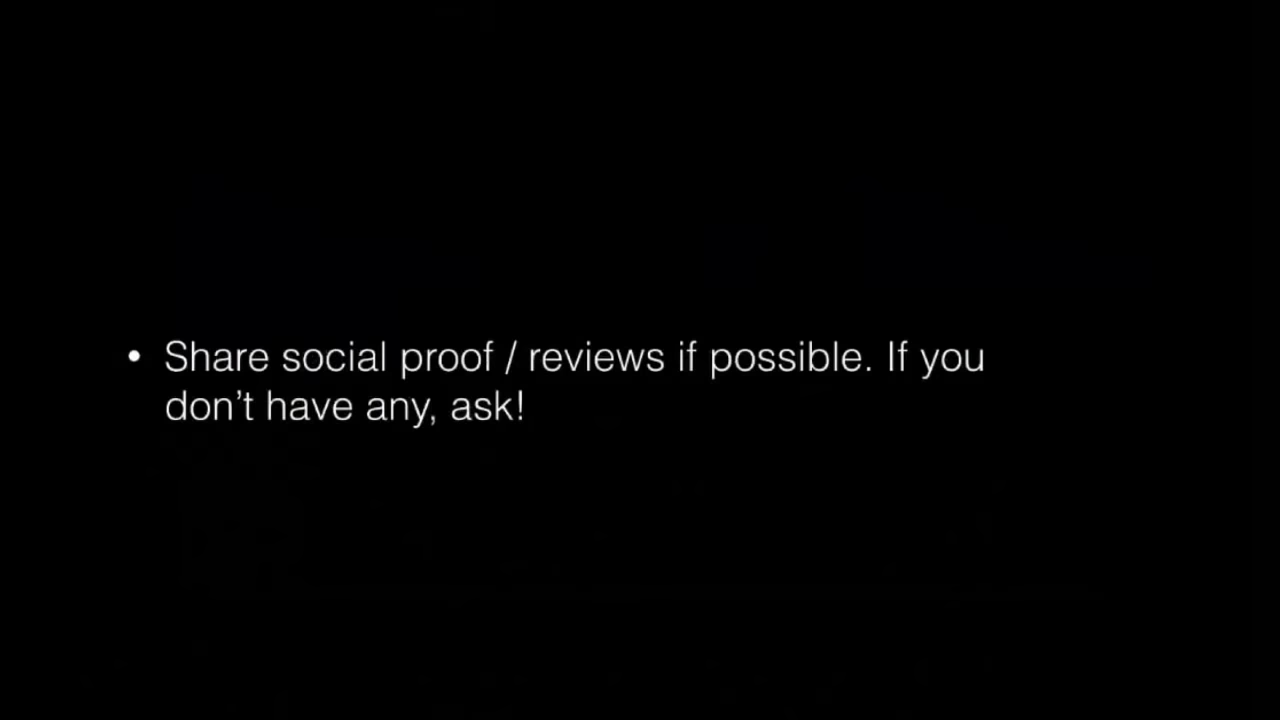 • Share social proof / reviews if possible. If you
don’t have any, ask!